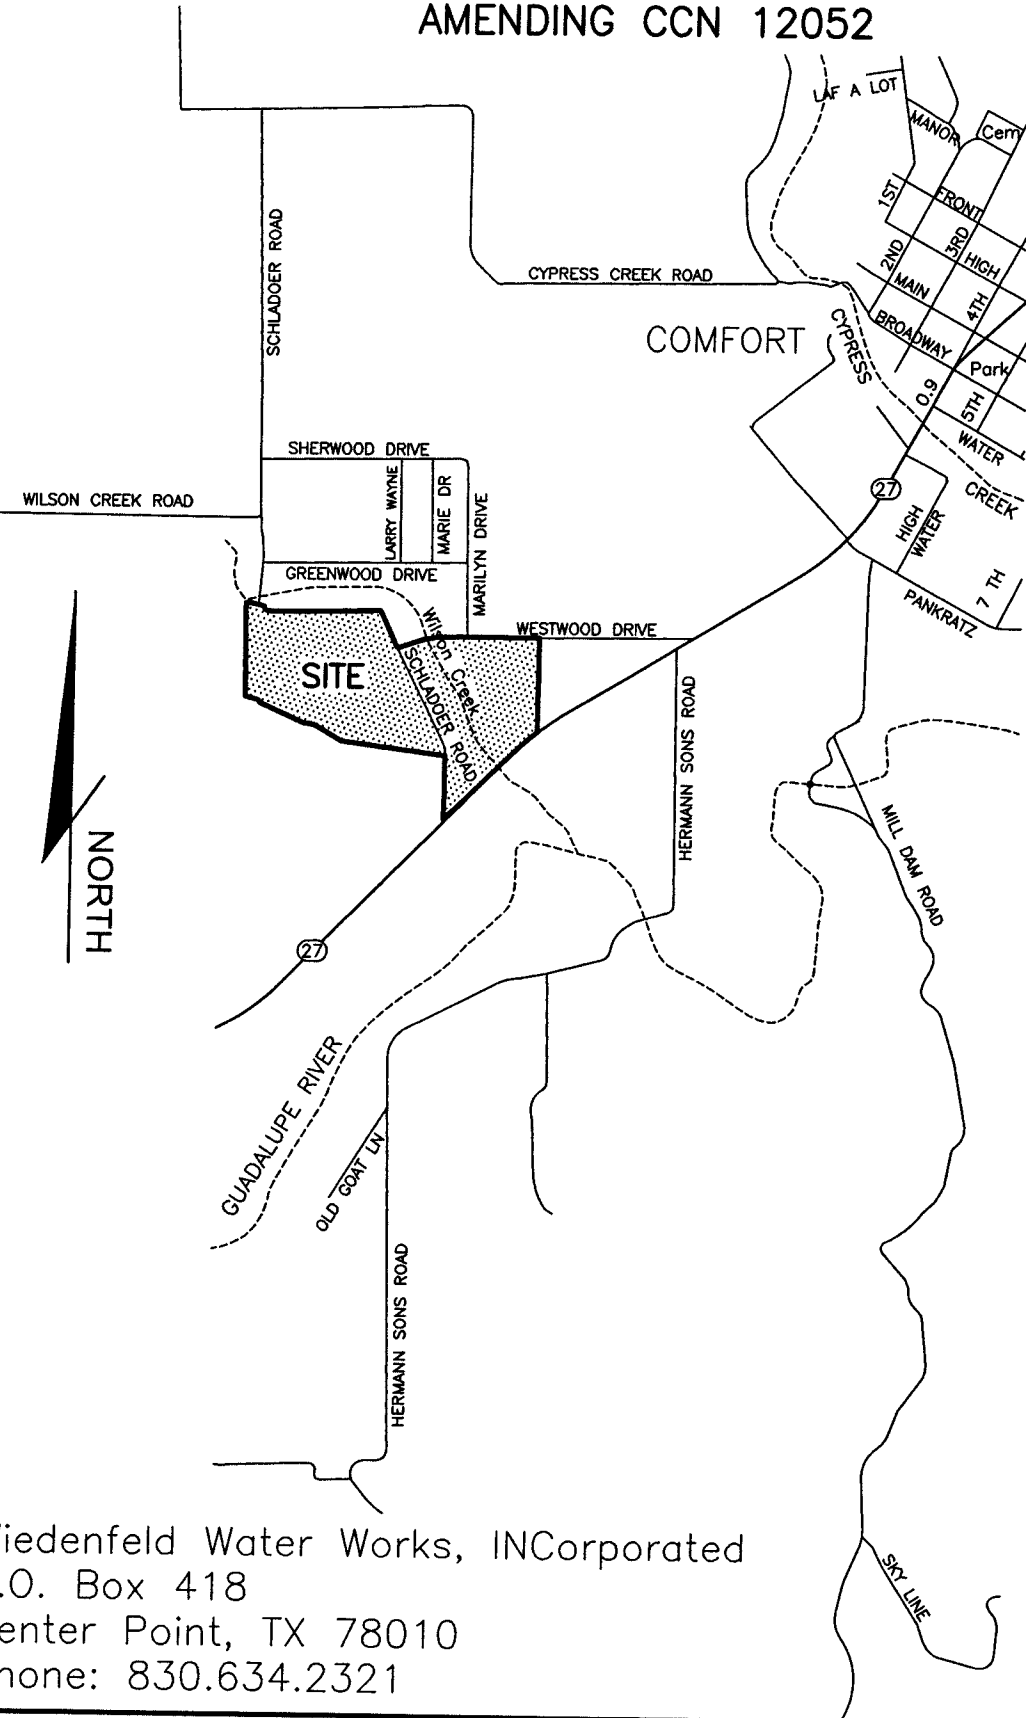 AMENDING CCN 12052
LAF A LOT
MANOR
Cem
1ST
FRONT
2ND
3RD
HIGH
MAIN
4TH
BROADWAY
Park
0.9
5TH
WATER
CYPRESS
CREEK
SCHLADOER ROAD
CYPRESS CREEK ROAD
COMFORT
SHERWOOD DRIVE
LARRY WAYNE
MARIE DR
MARILYN DRIVE
WILSON CREEK ROAD
GREENWOOD DRIVE
27
HIGH
WATER
7 TH
PANKRATZ
WESTWOOD DRIVE
Wilson Creek
SCHLADOER ROAD
SITE
HERMANN SONS ROAD
MILL DAM ROAD
NORTH
27
GUADALUPE RIVER
OLD GOAT LN
HERMANN SONS ROAD
SKY LINE
iedenfeld Water Works, INCorporated
.O. Box 418
enter Point, TX 78010
hone: 830.634.2321